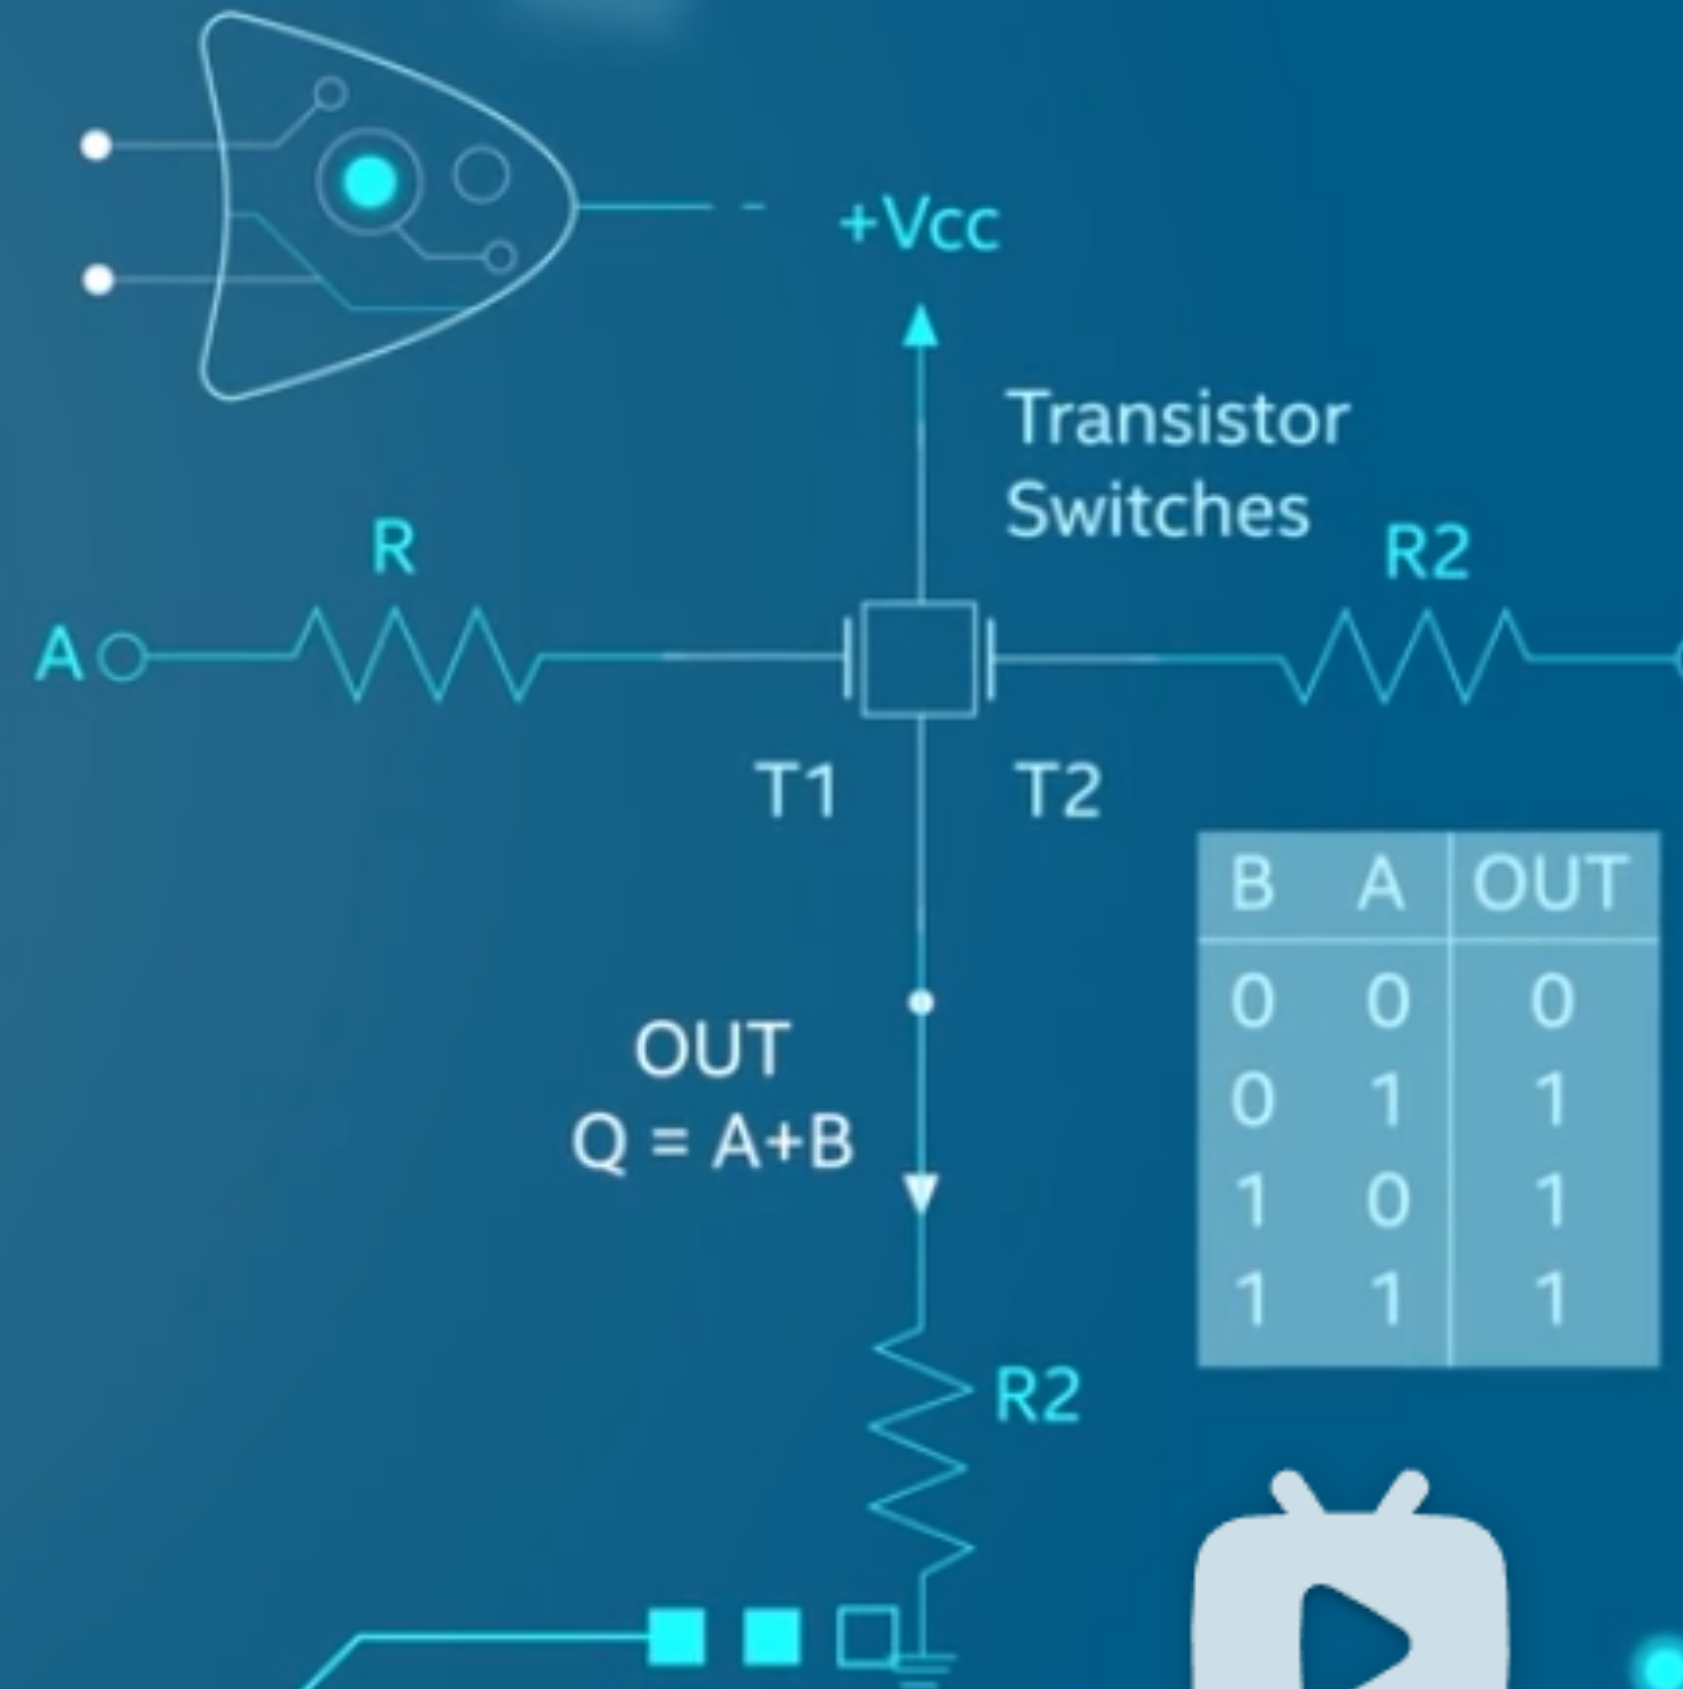 +Vcc
Transistor
Switches
R
R2
A
T1
T2
B A OUT
0 0 0
0 1 1
1 0 1
1 1 1
OUT
Q = A+B
R2